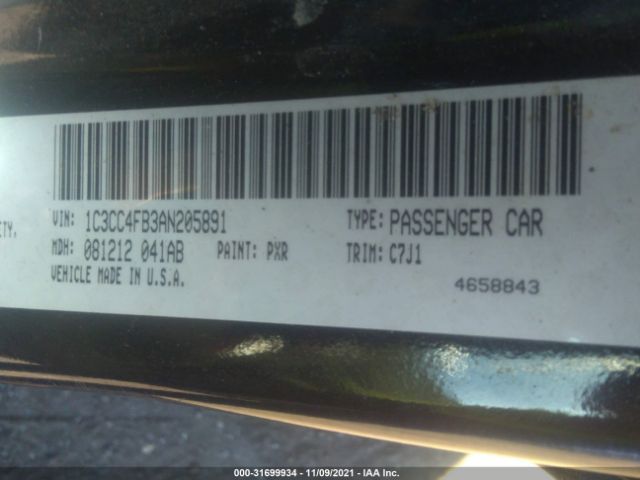 ETY.
VIN: 1C3CC4FB3AN205891 TYPE: PASSENGER CAR
MDH: 081212 041AB PAINT: PXR TRIM: C7J1
VEHICLE MADE IN U.S.A.
4658843
000-31699934 - 11/09/2021 - IAA Inc.